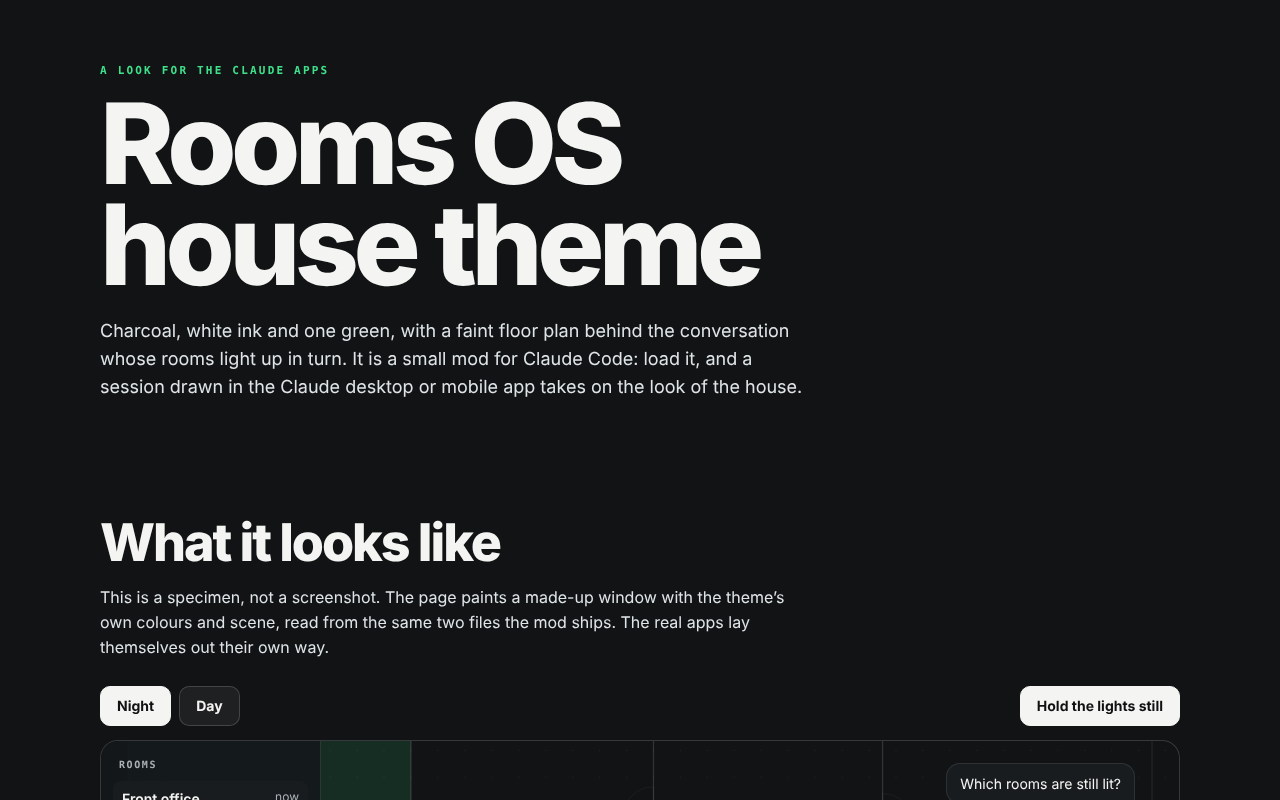 A LOOK FOR THE CLAUDE APPS
Rooms OS
house theme
Charcoal, white ink and one green, with a faint floor plan behind the conversation
whose rooms light up in turn. It is a small mod for Claude Code: load it, and a
session drawn in the Claude desktop or mobile app takes on the look of the house.
What it looks like
This is a specimen, not a screenshot. The page paints a made-up window with the theme’s
own colours and scene, read from the same two files the mod ships. The real apps lay
themselves out their own way.
Night
Day
Hold the lights still
ROOMS
Which rooms are still lit?
Front office
now